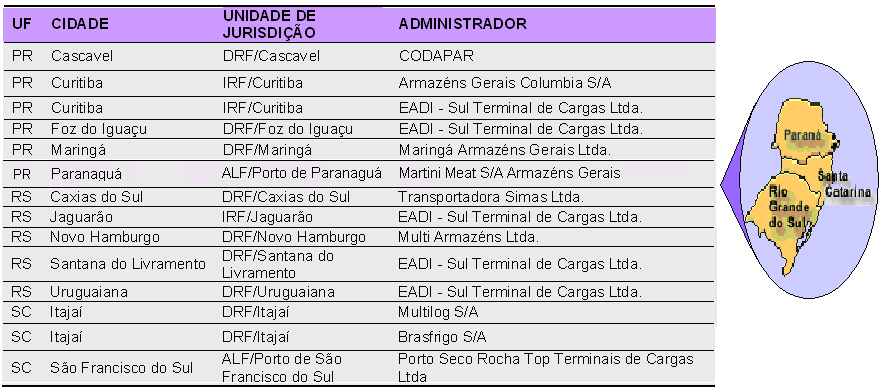 UF CIDADE UNIDADE DE JURISDIÇÃO ADMINISTRADOR
PR Cascavel DRF/Cascavel CODAPAR
PR Curitiba IRF/Curitiba Armazéns Gerais Columbia S/A
PR Curitiba IRF/Curitiba EADI - Sul Terminal de Cargas Ltda.
PR Foz do Iguaçu DRF/Foz do Iguaçu EADI - Sul Terminal de Cargas Ltda.
PR Maringá DRF/Maringá Maringá Armazéns Gerais Ltda.
PR Paranaquá ALF/Porto de Paranaguá Martini Meat S/A Armazéns Gerais
RS Caxias do Sul DRF/Caxias do Sul Transportadora Simas Ltda.
RS Jaguarão IRF/Jaguarão EADI - Sul Terminal de Cargas Ltda.
RS Novo Hamburgo DRF/Novo Hamburgo Multi Armazéns Ltda.
RS Santana do Livramento DRF/Santana do Livramento EADI - Sul Terminal de Cargas Ltda.
RS Uruguaiana DRF/Uruguaiana EADI - Sul Terminal de Cargas Ltda.
SC Itajaí DRF/Itajaí Multilog S/A
SC Itajaí DRF/Itajaí Brasfrigo S/A
SC São Francisco do Sul ALF/Porto de São Francisco do Sul Porto Seco Rocha Top Terminais de Cargas Ltda
Paraná
Santa
Catarina
Rio
Grande
do Sul